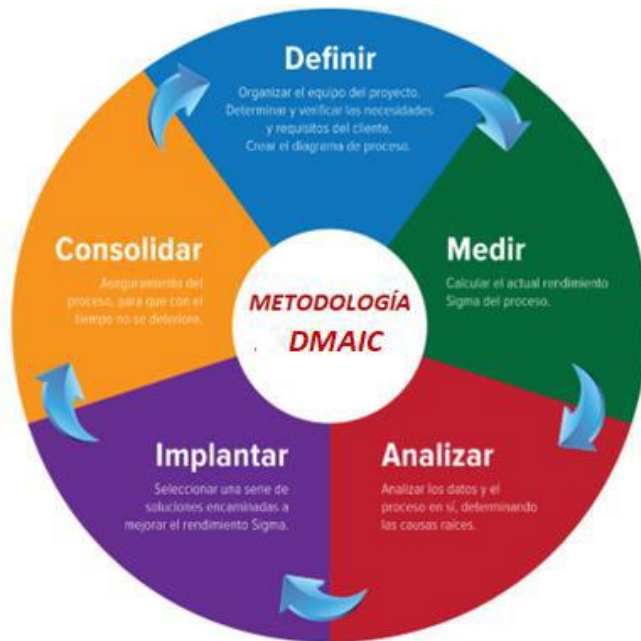 Definir
Organizar el equipo del proyecto.
Determinar y verificar las necesidades
y requisitos del cliente.
Crear el diagrama de proceso.
Medir
Calcular el actual rendimiento
Sigma del proceso.
Analizar
Analizar los datos y el
proceso en sí, determinando
las causas raíces.
Implantar
Seleccionar una serie de
soluciones encaminadas a
mejorar el rendimiento Sigma.
Consolidar
Aseguramiento del
proceso, para que con el
tiempo no se deteriore.
METODOLOGÍA
DMAIC